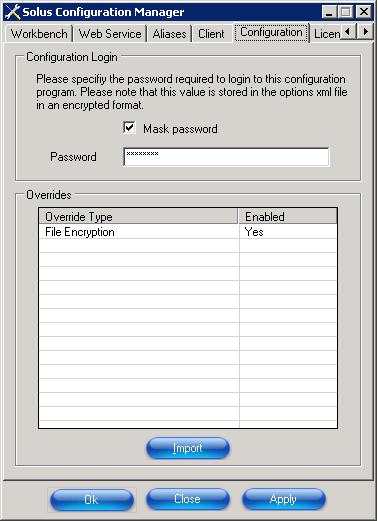 Solus Configuration Manager
Workbench Web Service Aliases Client Configuration Licen
Configuration Login
Please specifiy the password required to login to this configuration
program. Please note that this value is stored in the options xml file
in an encrypted format.
Mask password
Password xxxxxxxx
Overrides
Override Type Enabled
File Encryption Yes
Import
Ok Close Apply